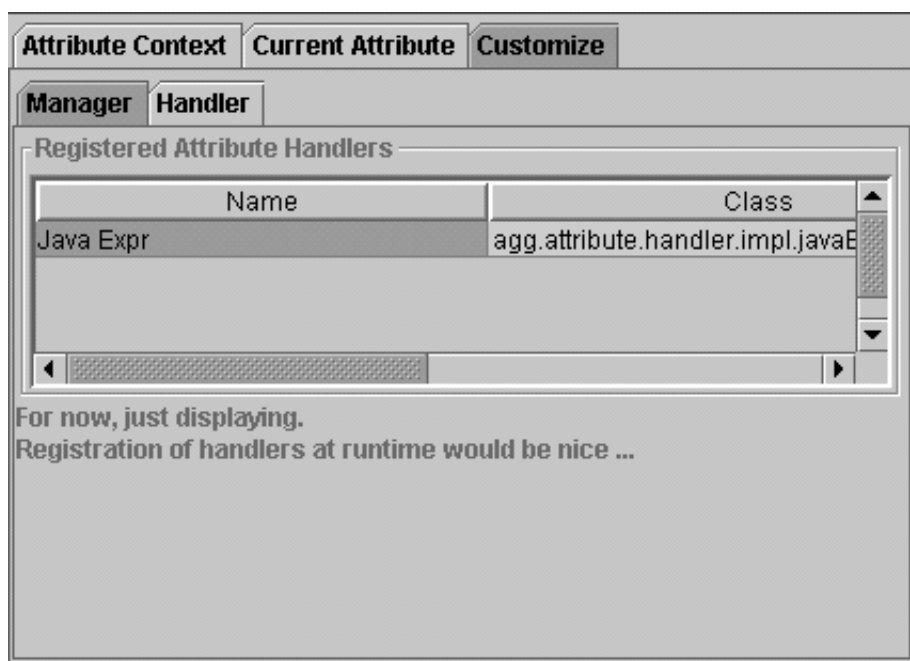 Attribute Context Current Attribute Customize
Manager Handler
Registered Attribute Handlers
Name Class
Java Expr agg.attribute.handler.impl.javaE
For now, just displaying.
Registration of handlers at runtime would be nice ...